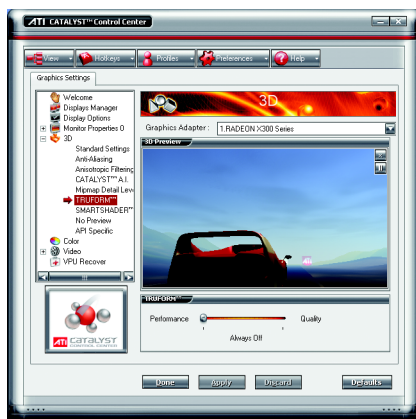 ATI CATALYST™ Control Center
View
Hotkeys
Profiles
Preferences
Help
Graphics Settings
Welcome
Displays Manager
Display Options
Monitor Properties 0
3D
Standard Settings
Anti-Aliasing
Anisotropic Filtering
CATALYST™ A.I.
Mipmap Detail Leve
TRUFORM™
SMARTSHADER™
No Preview
API Specific
Color
Video
VPU Recover
ATI CATALYST
CONTROL CENTER
3D
Graphics Adapter :
1.RADEON X300 Series
3D Preview
ATI
TRUFORM™
Performance
Quality
Always Off
Done
Apply
Discard
Defaults